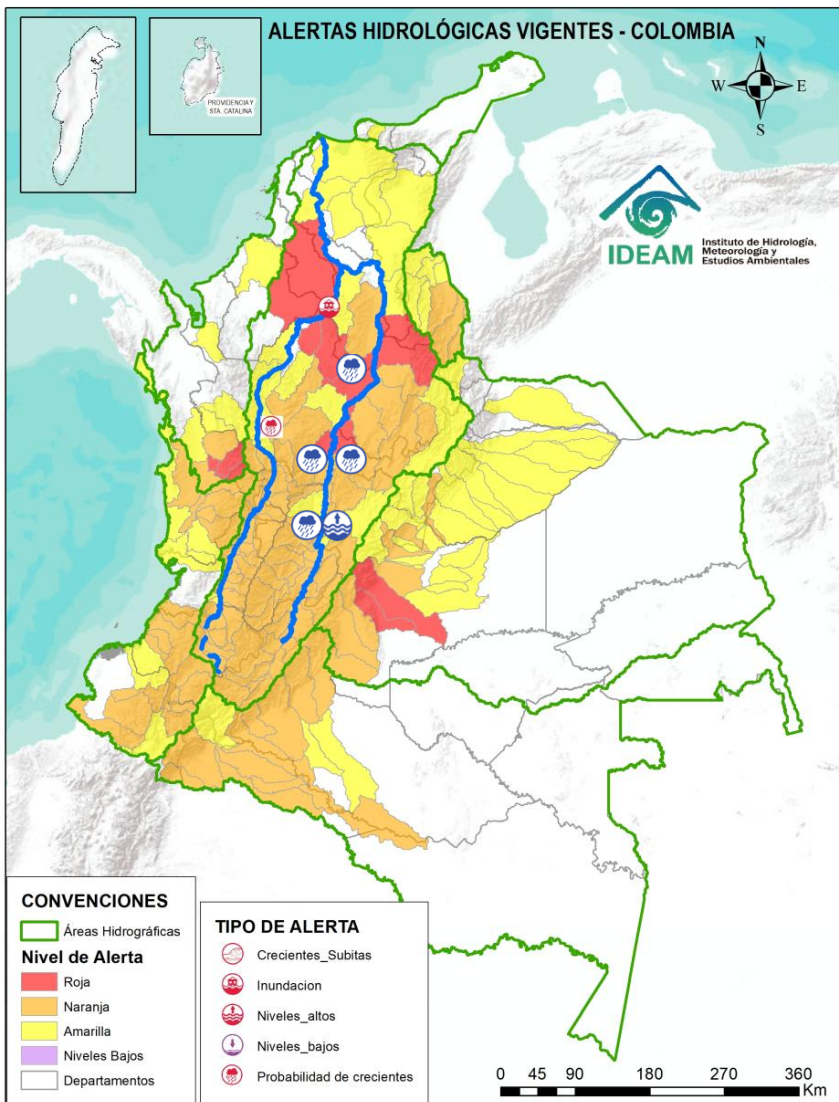 ALERTAS HIDROLÓGICAS VIGENTES - COLOMBIA
PROVIDENCIA Y
STA. CATALINA
N
W
E
S
IDEAM
Instituto de Hidrología,
Meteorología y
Estudios Ambientales
CONVENCIONES
Áreas Hidrográficas
Nivel de Alerta
Roja
Naranja
Amarilla
Niveles Bajos
Departamentos
TIPO DE ALERTA
Crecientes_Subitas
Inundacion
Niveles_altos
Niveles_bajos
Probabilidad de crecientes
0 45 90 180 270 360
Km